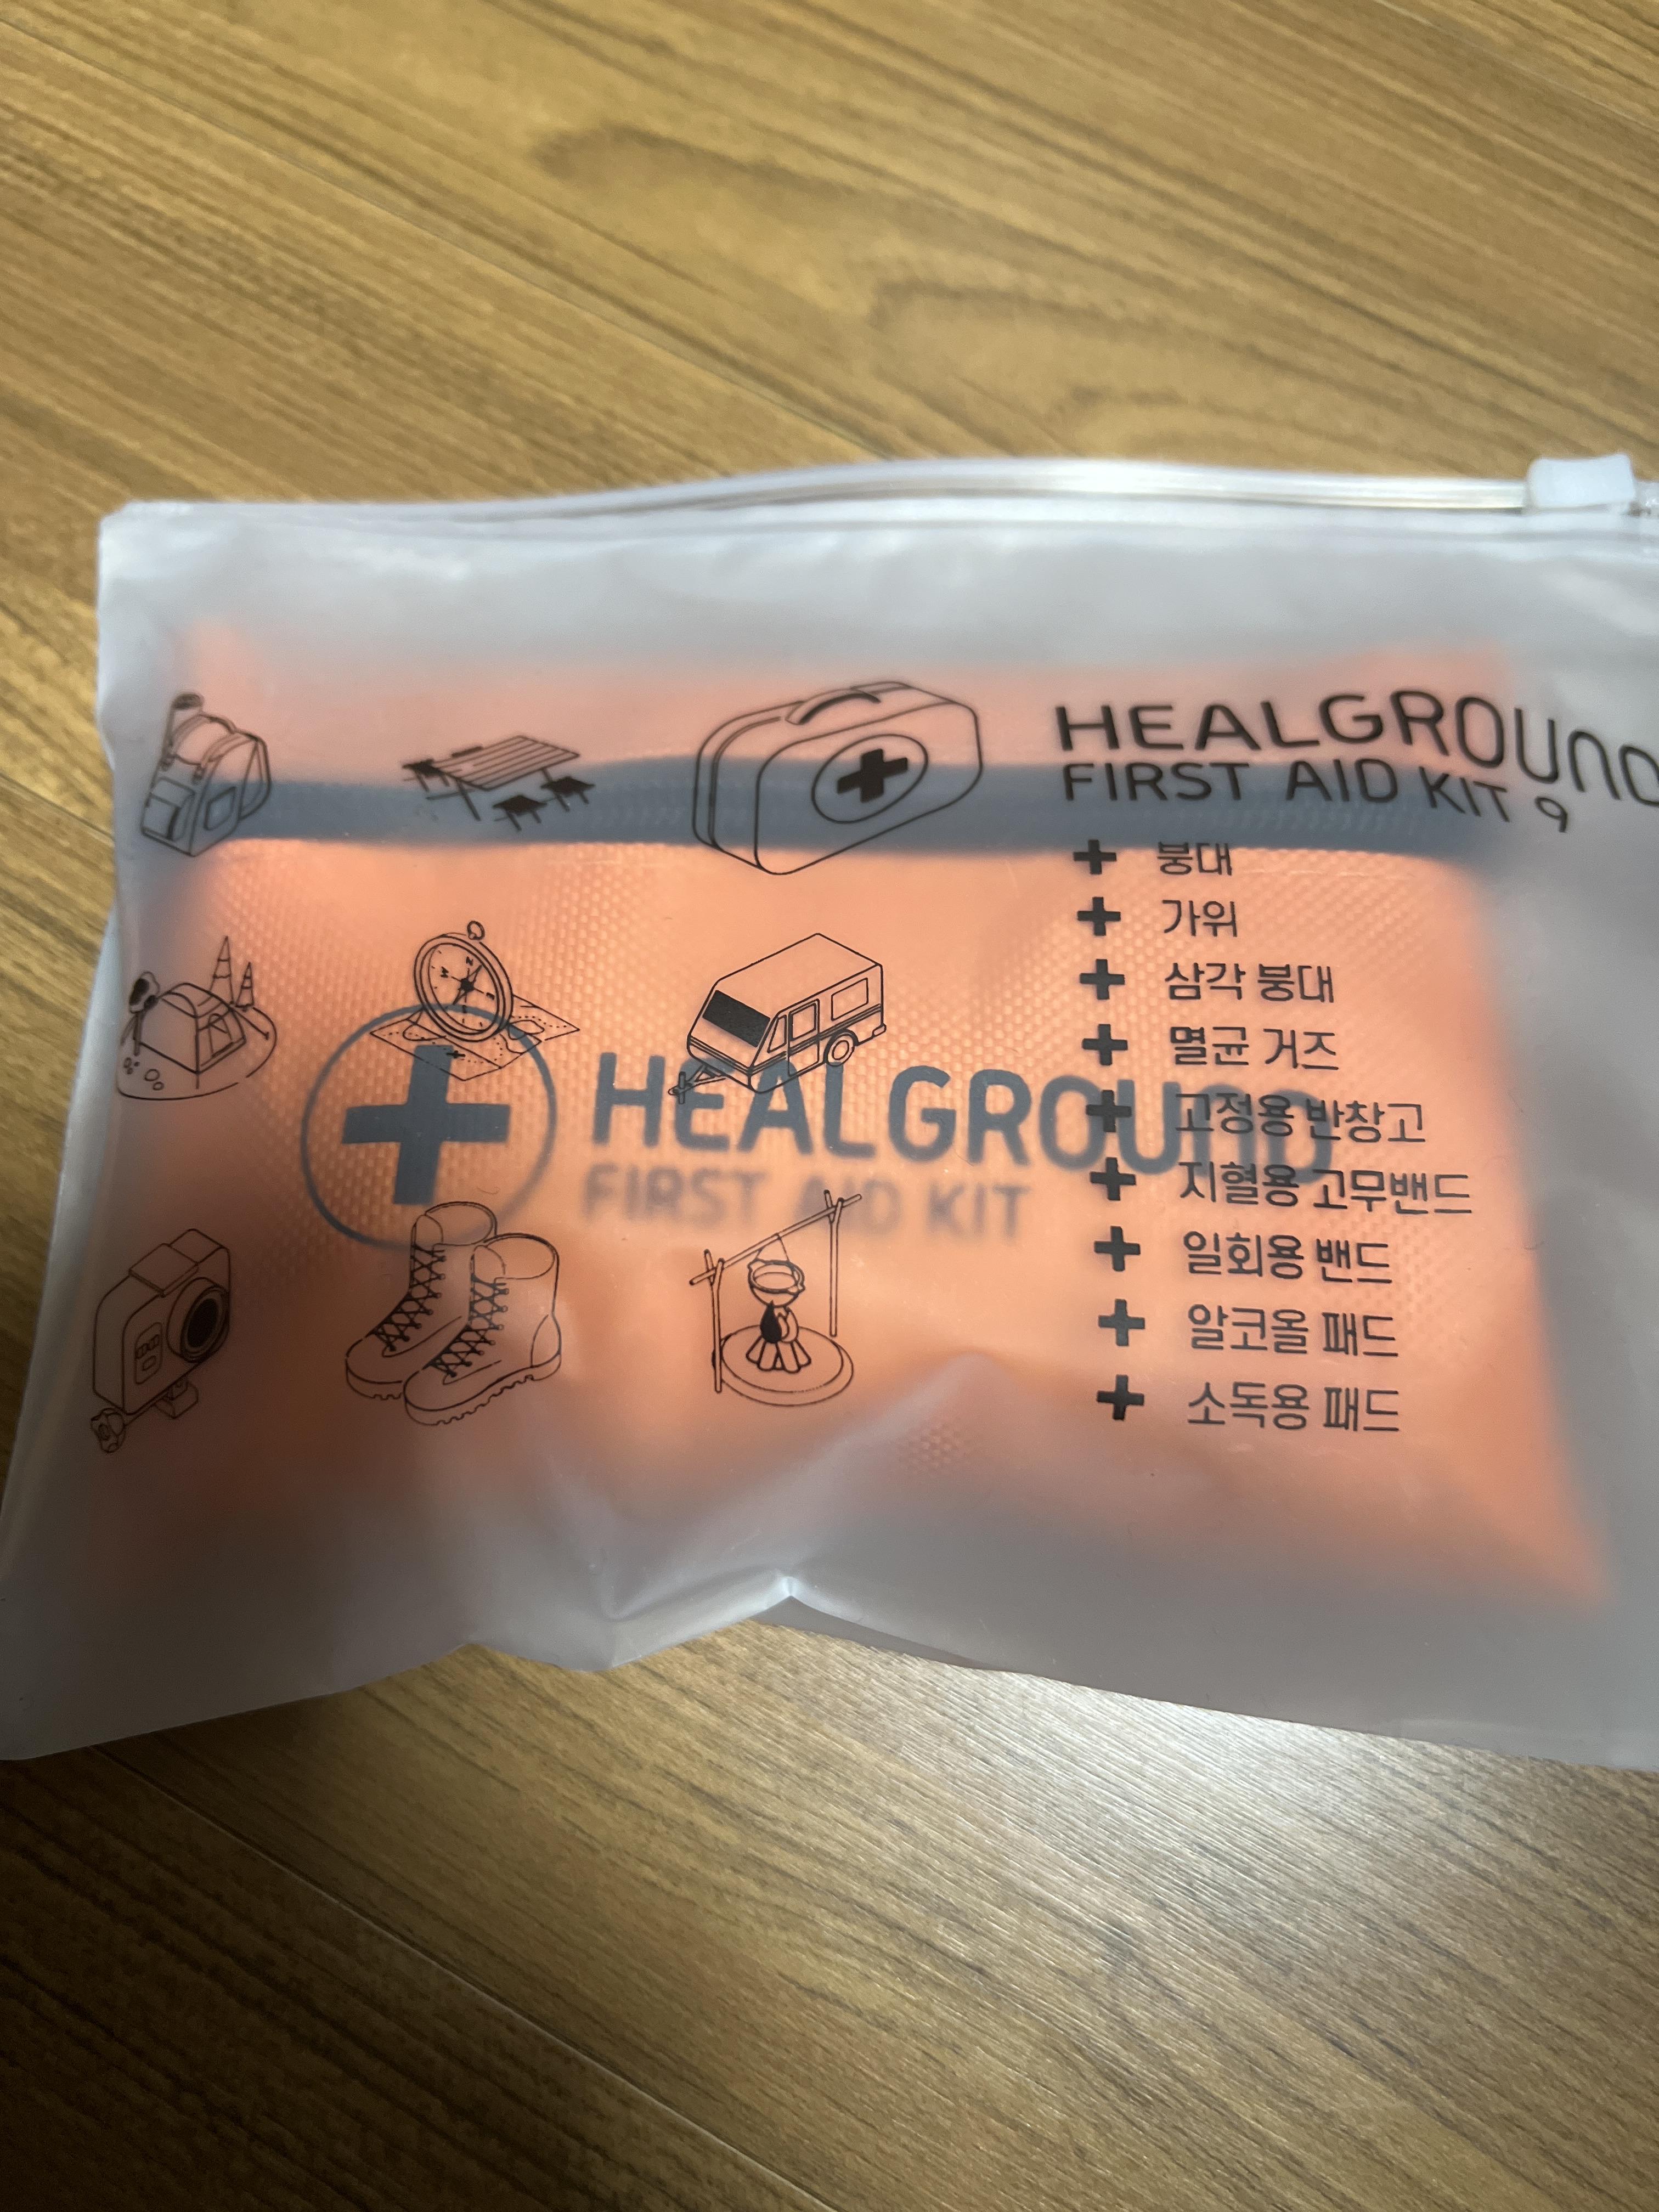 HEALGROUND
FIRST AID KIT 9
붕대
가위
삼각 붕대
멸균 거즈
고정용 반창고
지혈용 고무밴드
일회용 밴드
알코올 패드
소독용 패드
HEALGROUND
FIRST AID KIT